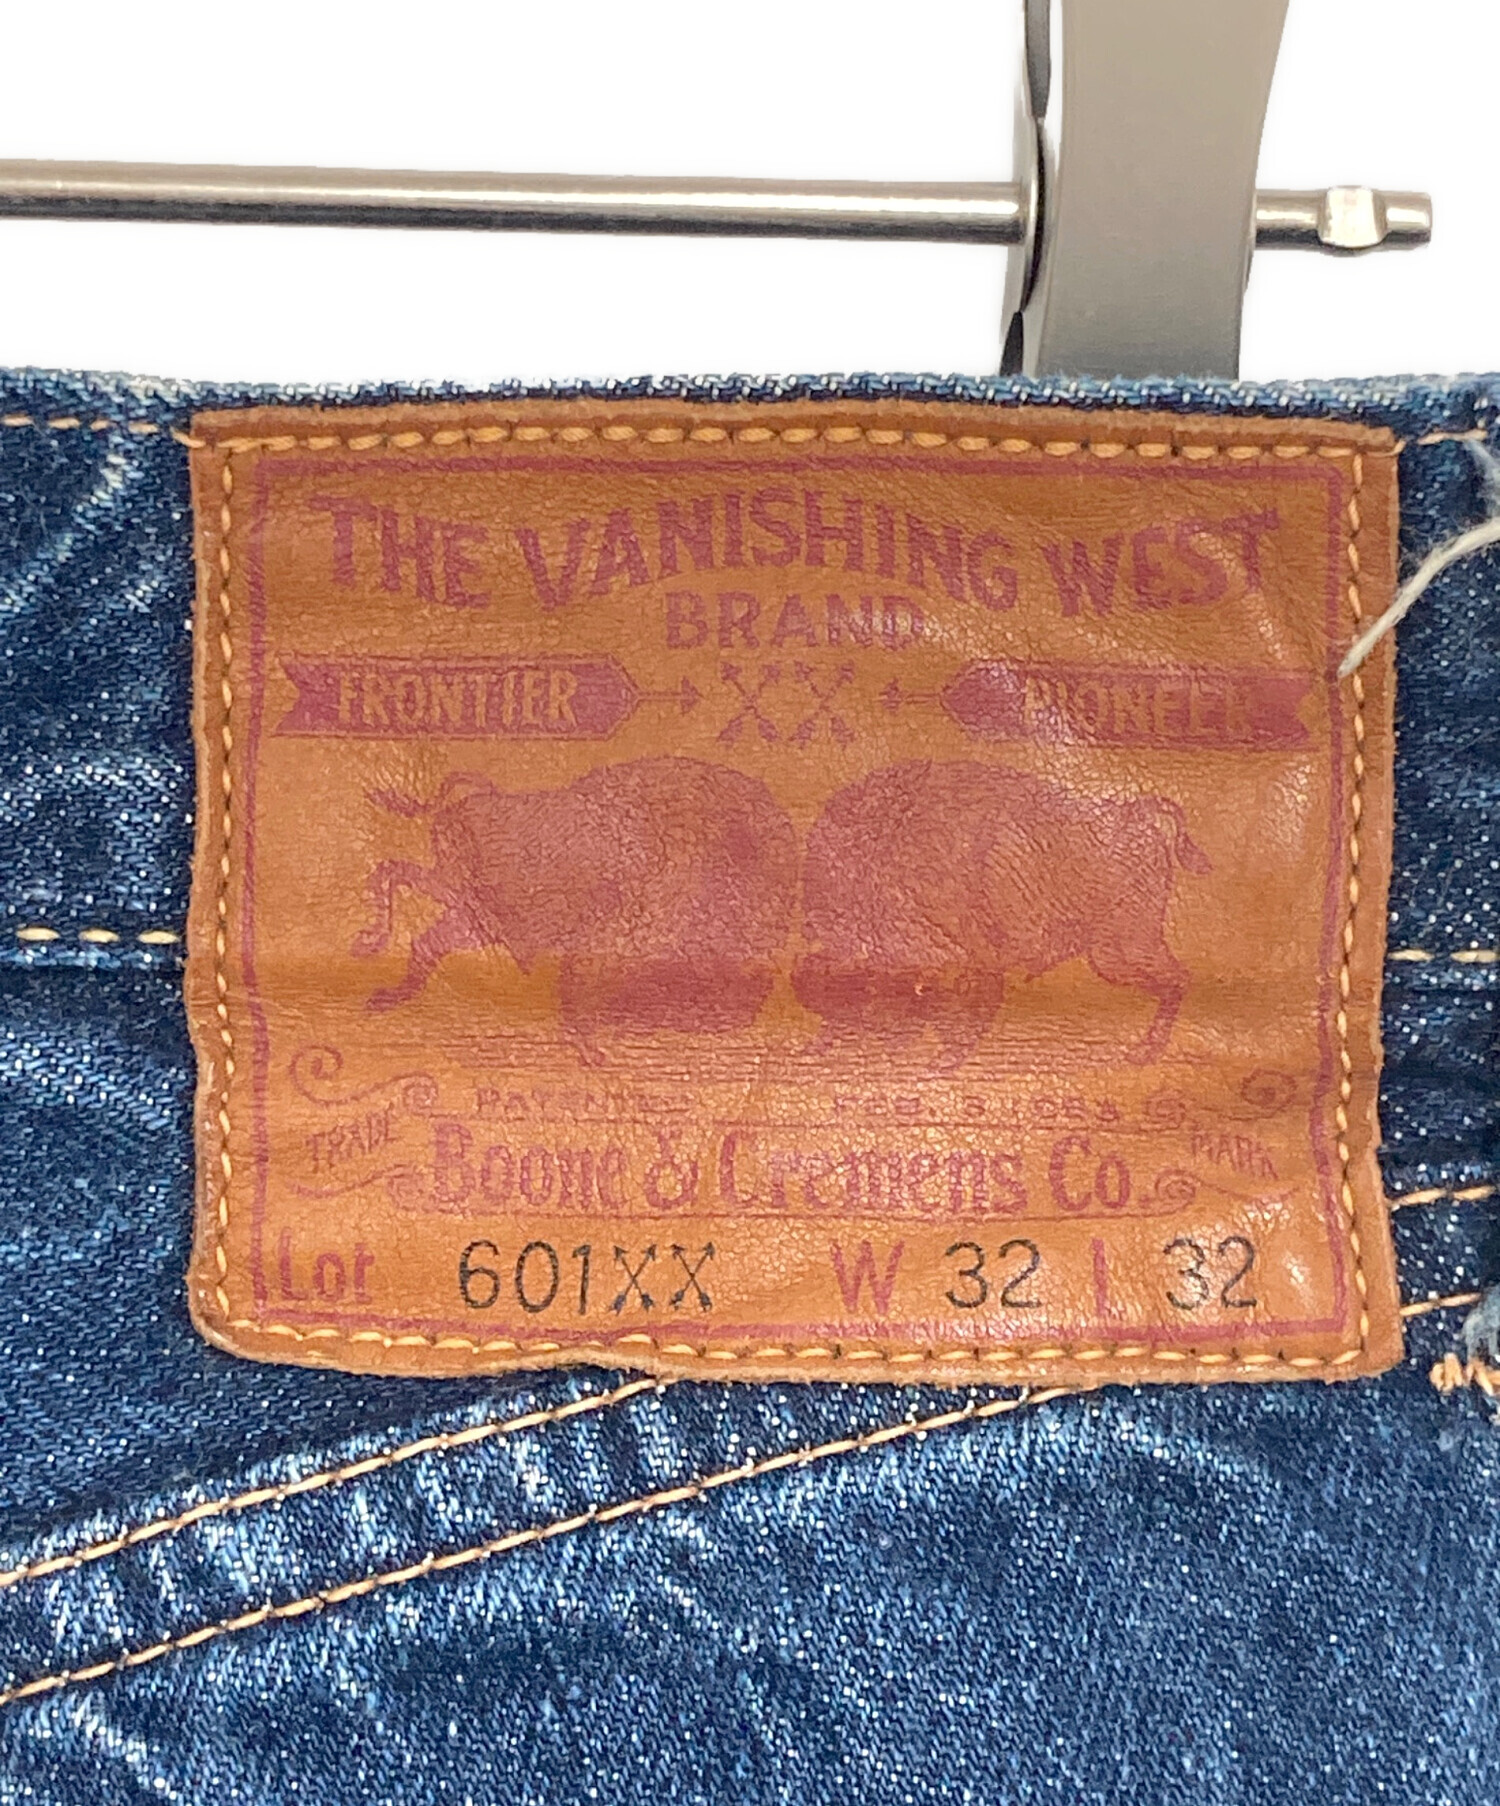 THE VANISHING WEST
BRAND
FRONTIER XX PIONEER
TRADE Boone & Cremens Co. MARK
Lot 601XX W 32 L 32